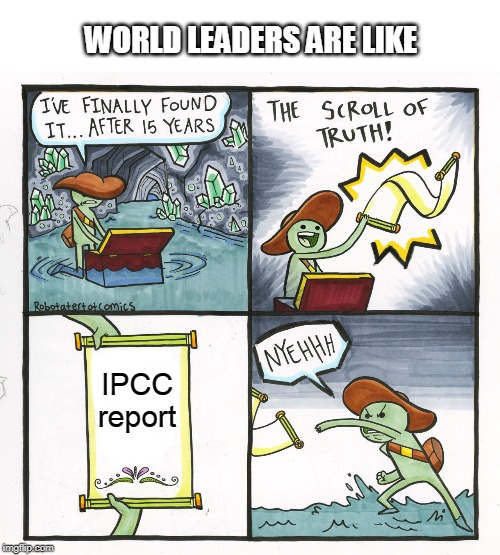 WORLD LEADERS ARE LIKE
I'VE FINALLY FOUND
IT... AFTER 15 YEARS
THE SCROLL OF
TRUTH!
Robotatertotcomics
IPCC
report
NYEHHH
imgflip.com